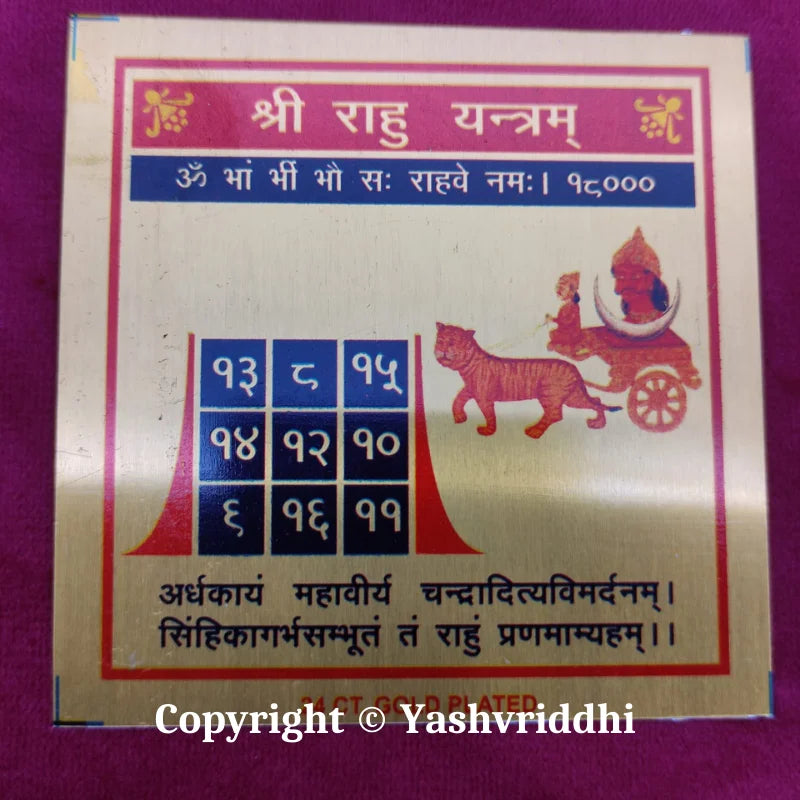 श्री राहु यन्त्रम्
ॐ भां भीं भौ सः राहवे नमः। १८०००
१३ ८ १५
१४ १२ १०
९ १६ ११
अर्धकायं महावीर्य चन्द्रादित्यविमर्दनम्।
सिंहिकागर्भसम्भूतं तं राहुं प्रणमाम्यहम्।।
24 CT. GOLD PLATED
Copyright © Yashvriddhi